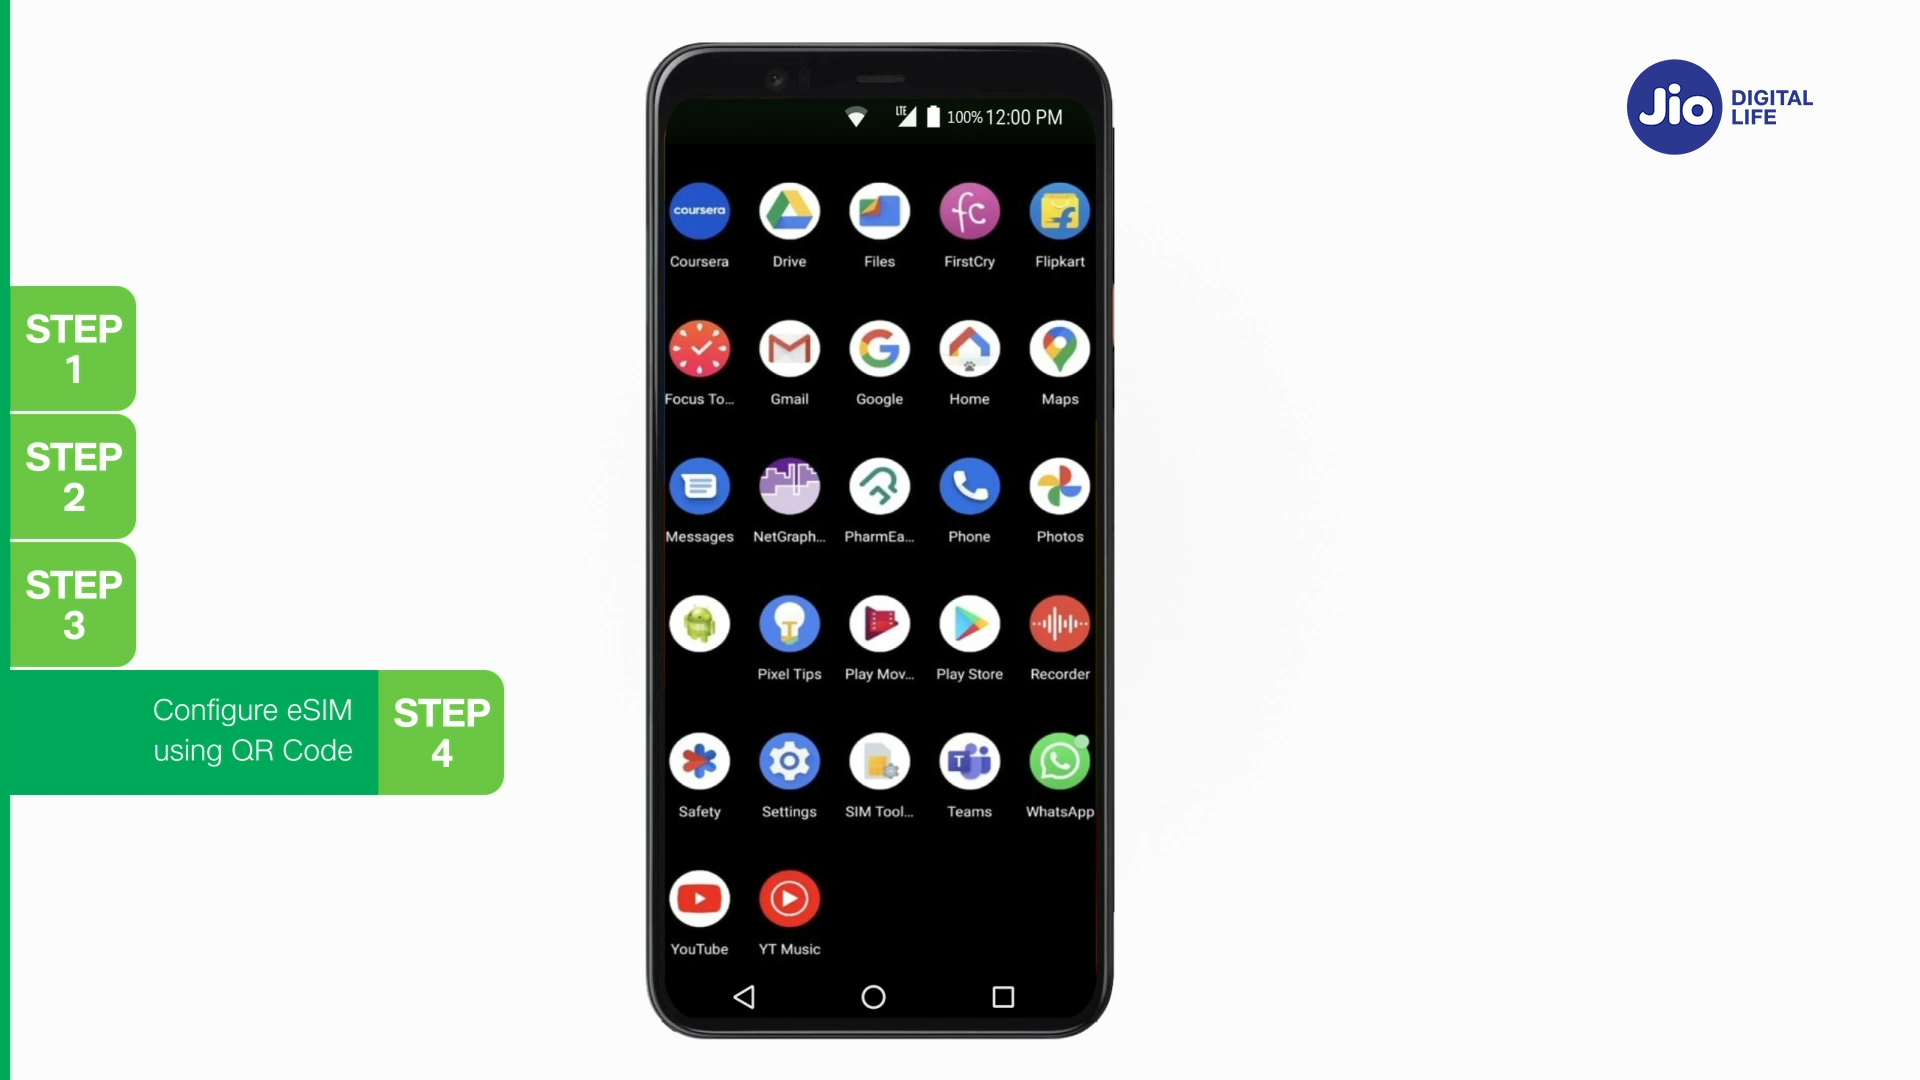 Jio DIGITAL
LIFE
LTE 100% 12:00 PM
coursera fc
Coursera Drive Files FirstCry Flipkart
Focus To... Gmail Google Home Maps
Messages NetGraph... PharmEa... Phone Photos
Pixel Tips Play Mov... Play Store Recorder
Safety Settings SIM Tool... Teams WhatsApp
YouTube YT Music
STEP
1
STEP
2
STEP
3
Configure eSIM
using QR Code
STEP
4